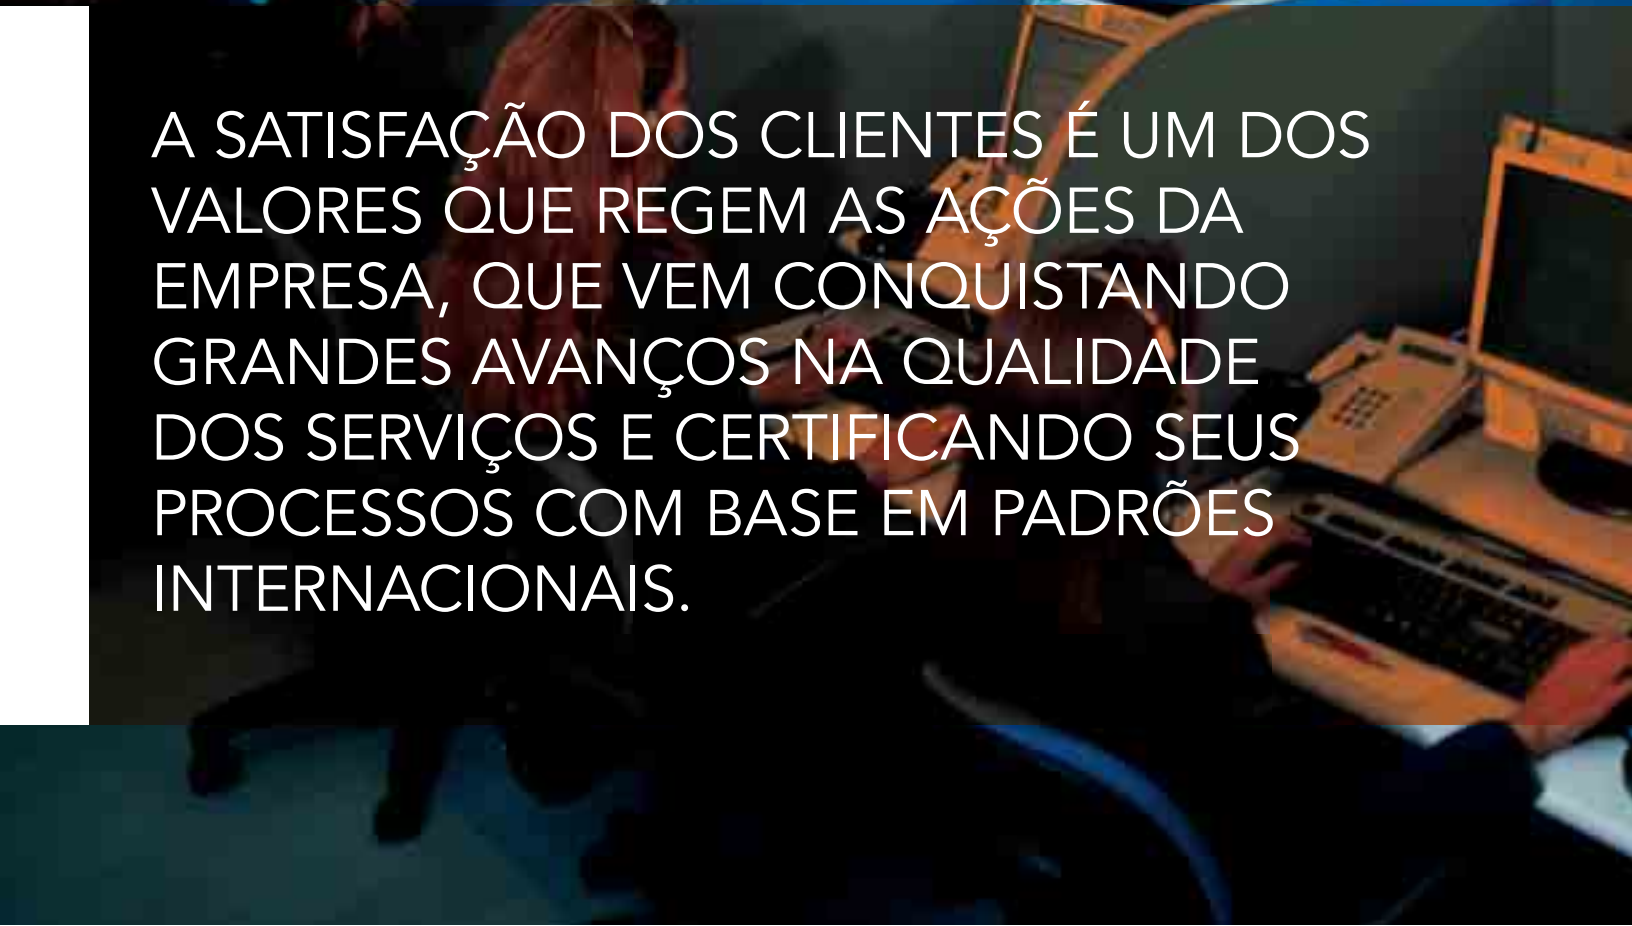 A SATISFAÇÃO DOS CLIENTES É UM DOS
VALORES QUE REGEM AS AÇÕES DA
EMPRESA, QUE VEM CONQUISTANDO
GRANDES AVANÇOS NA QUALIDADE
DOS SERVIÇOS E CERTIFICANDO SEUS
PROCESSOS COM BASE EM PADRÕES
INTERNACIONAIS.